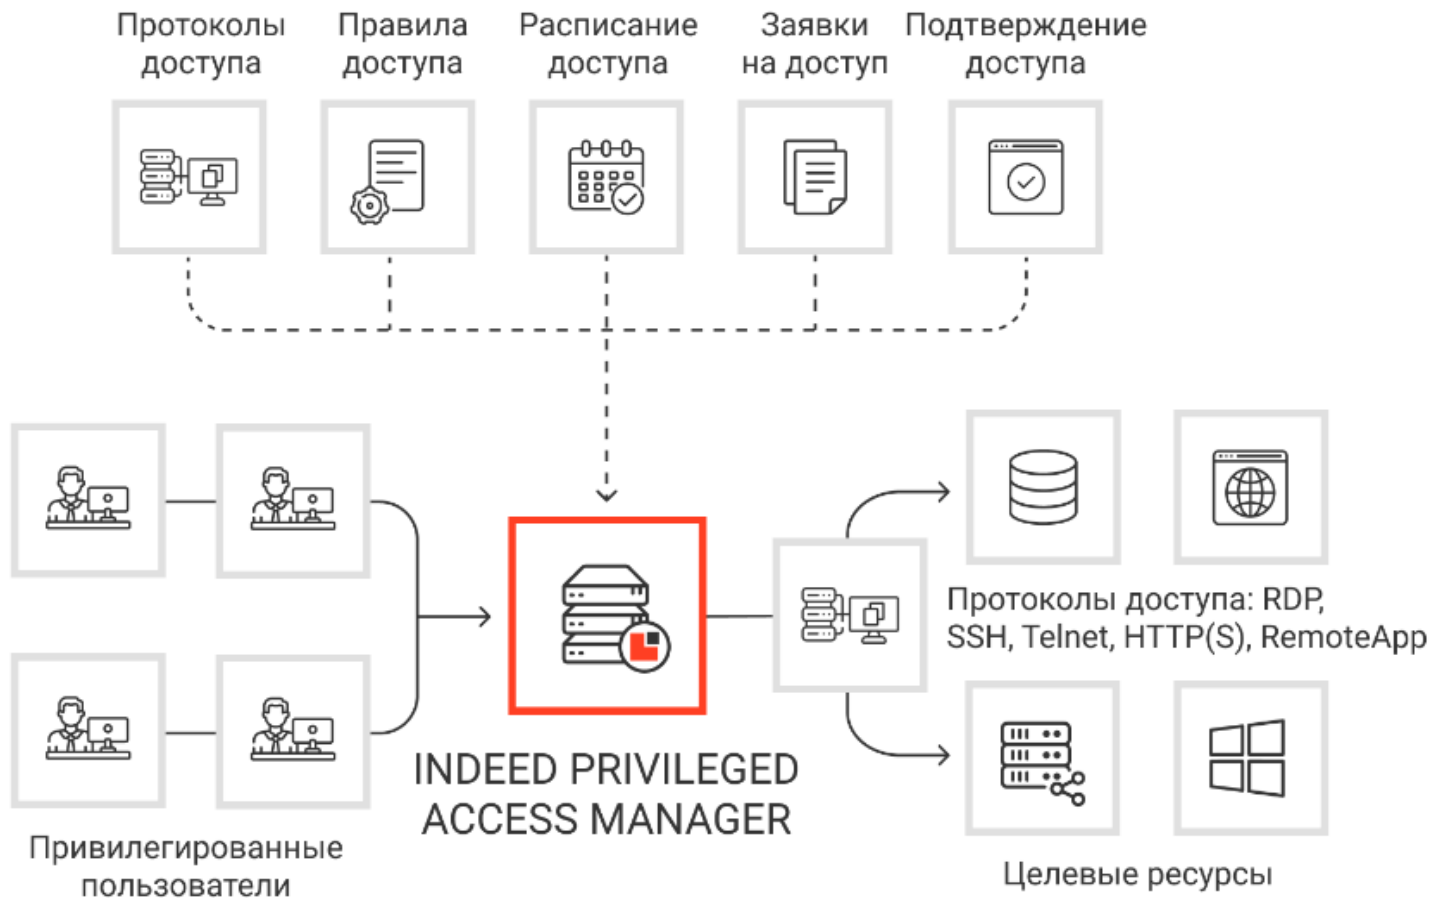 Протоколы
доступа
Правила
доступа
Расписание
доступа
Заявки
на доступ
Подтверждение
доступа
Протоколы доступа: RDP,
SSH, Telnet, HTTP(S), RemoteApp
INDEED PRIVILEGED
ACCESS MANAGER
Привилегированные
пользователи
Целевые ресурсы